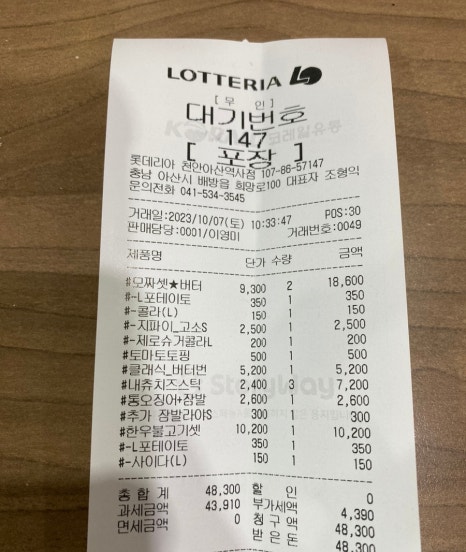 LOTTERIA
[ 무 인 ]
대기번호
147
[ 포장 ]
롯데리아 천안아산역사점 107-86-57147
충남 아산시 배방읍 희망로100 대표자 조형익
문의전화 041-534-3545
거래일:2023/10/07(토) 10:33:47 POS:30
판매담당:0001/이영미 거래번호:0049
제품명 단가 수량 금액
#모짜셋★버터 9,300 2 18,600
#-L포테이토 350 1 350
#-콜라(L) 150 1 150
#-지파이_고소S 2,500 1 2,500
#-제로슈거콜라L 200 1 200
#토마토토핑 500 1 500
#클래식_버터번 5,200 1 5,200
#내츄치즈스틱 2,400 7,200
#통오징어+잠발 2,600 1 2,600
#추가 잠발라야S 300 1 300
#한우불고기셋 10,200 1 10,200
#-L포테이토 350 1 350
#-사이다(L) 150 1 150
총 합 계 48,300 할 인 0
과세금액 43,910 부가세액 4,390
면세금액 0 청 구 액 48,300
받 은 돈 48,300